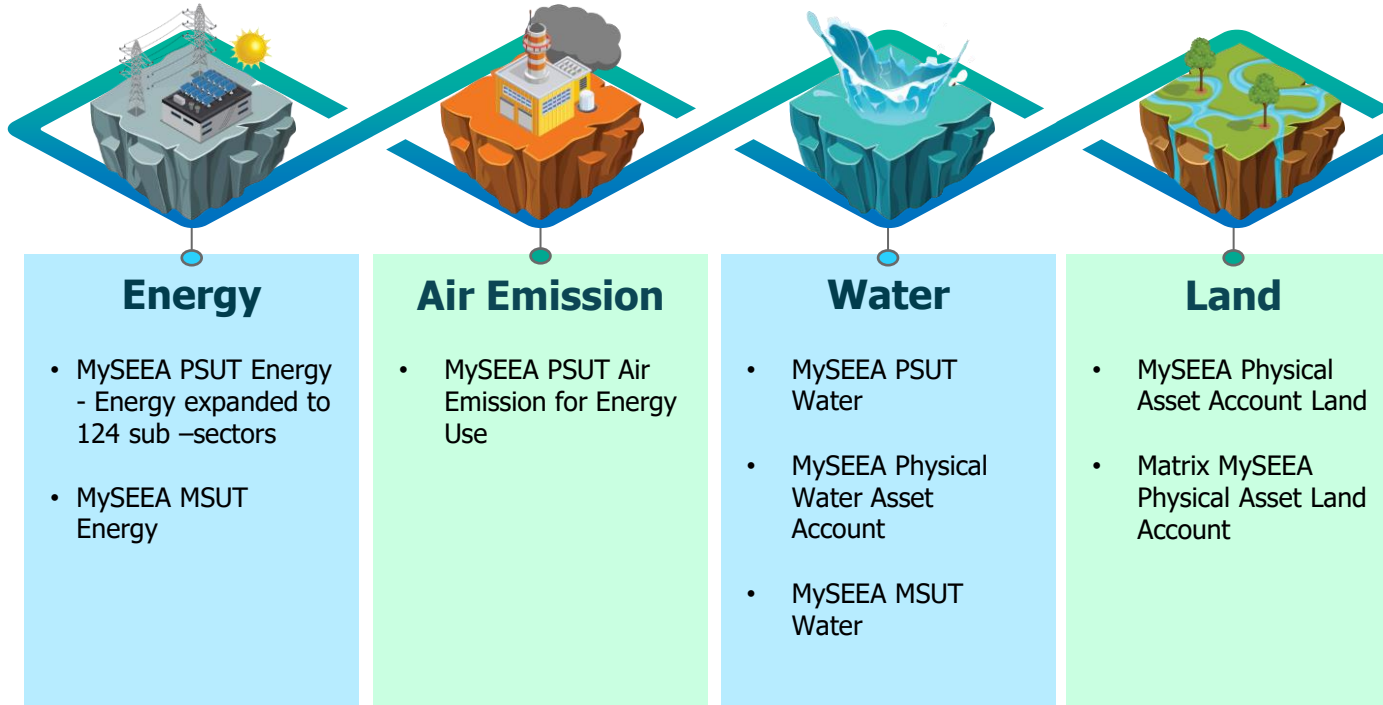 Energy
• MySEEA PSUT Energy
- Energy expanded to
124 sub –sectors
• MySEEA MSUT
Energy
Air Emission
• MySEEA PSUT Air
Emission for Energy
Use
Water
• MySEEA PSUT
Water
• MySEEA Physical
Water Asset
Account
• MySEEA MSUT
Water
Land
• MySEEA Physical
Asset Account Land
• Matrix MySEEA
Physical Asset Land
Account